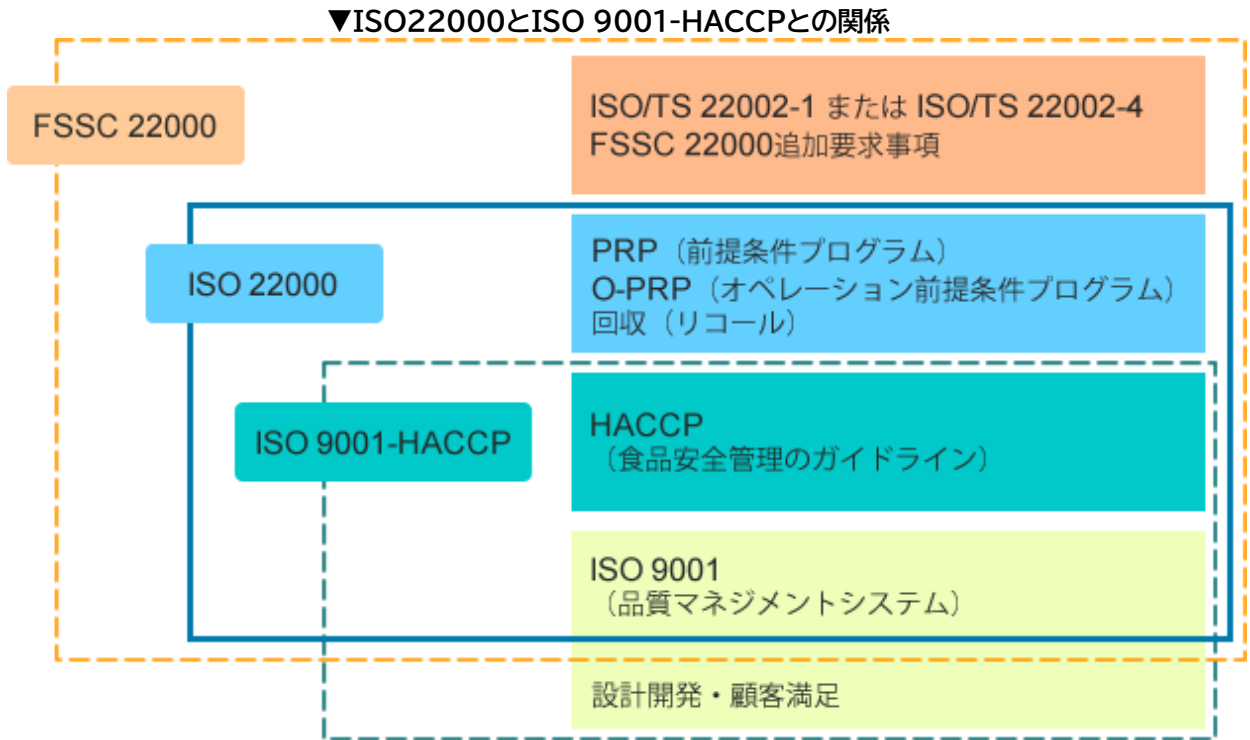 ▼ISO22000とISO 9001-HACCPとの関係
FSSC 22000
ISO/TS 22002-1 または ISO/TS 22002-4
FSSC 22000追加要求事項
ISO 22000
PRP（前提条件プログラム）
O-PRP（オペレーション前提条件プログラム）
回収（リコール）
ISO 9001-HACCP
HACCP
（食品安全管理のガイドライン）
ISO 9001
（品質マネジメントシステム）
設計開発・顧客満足